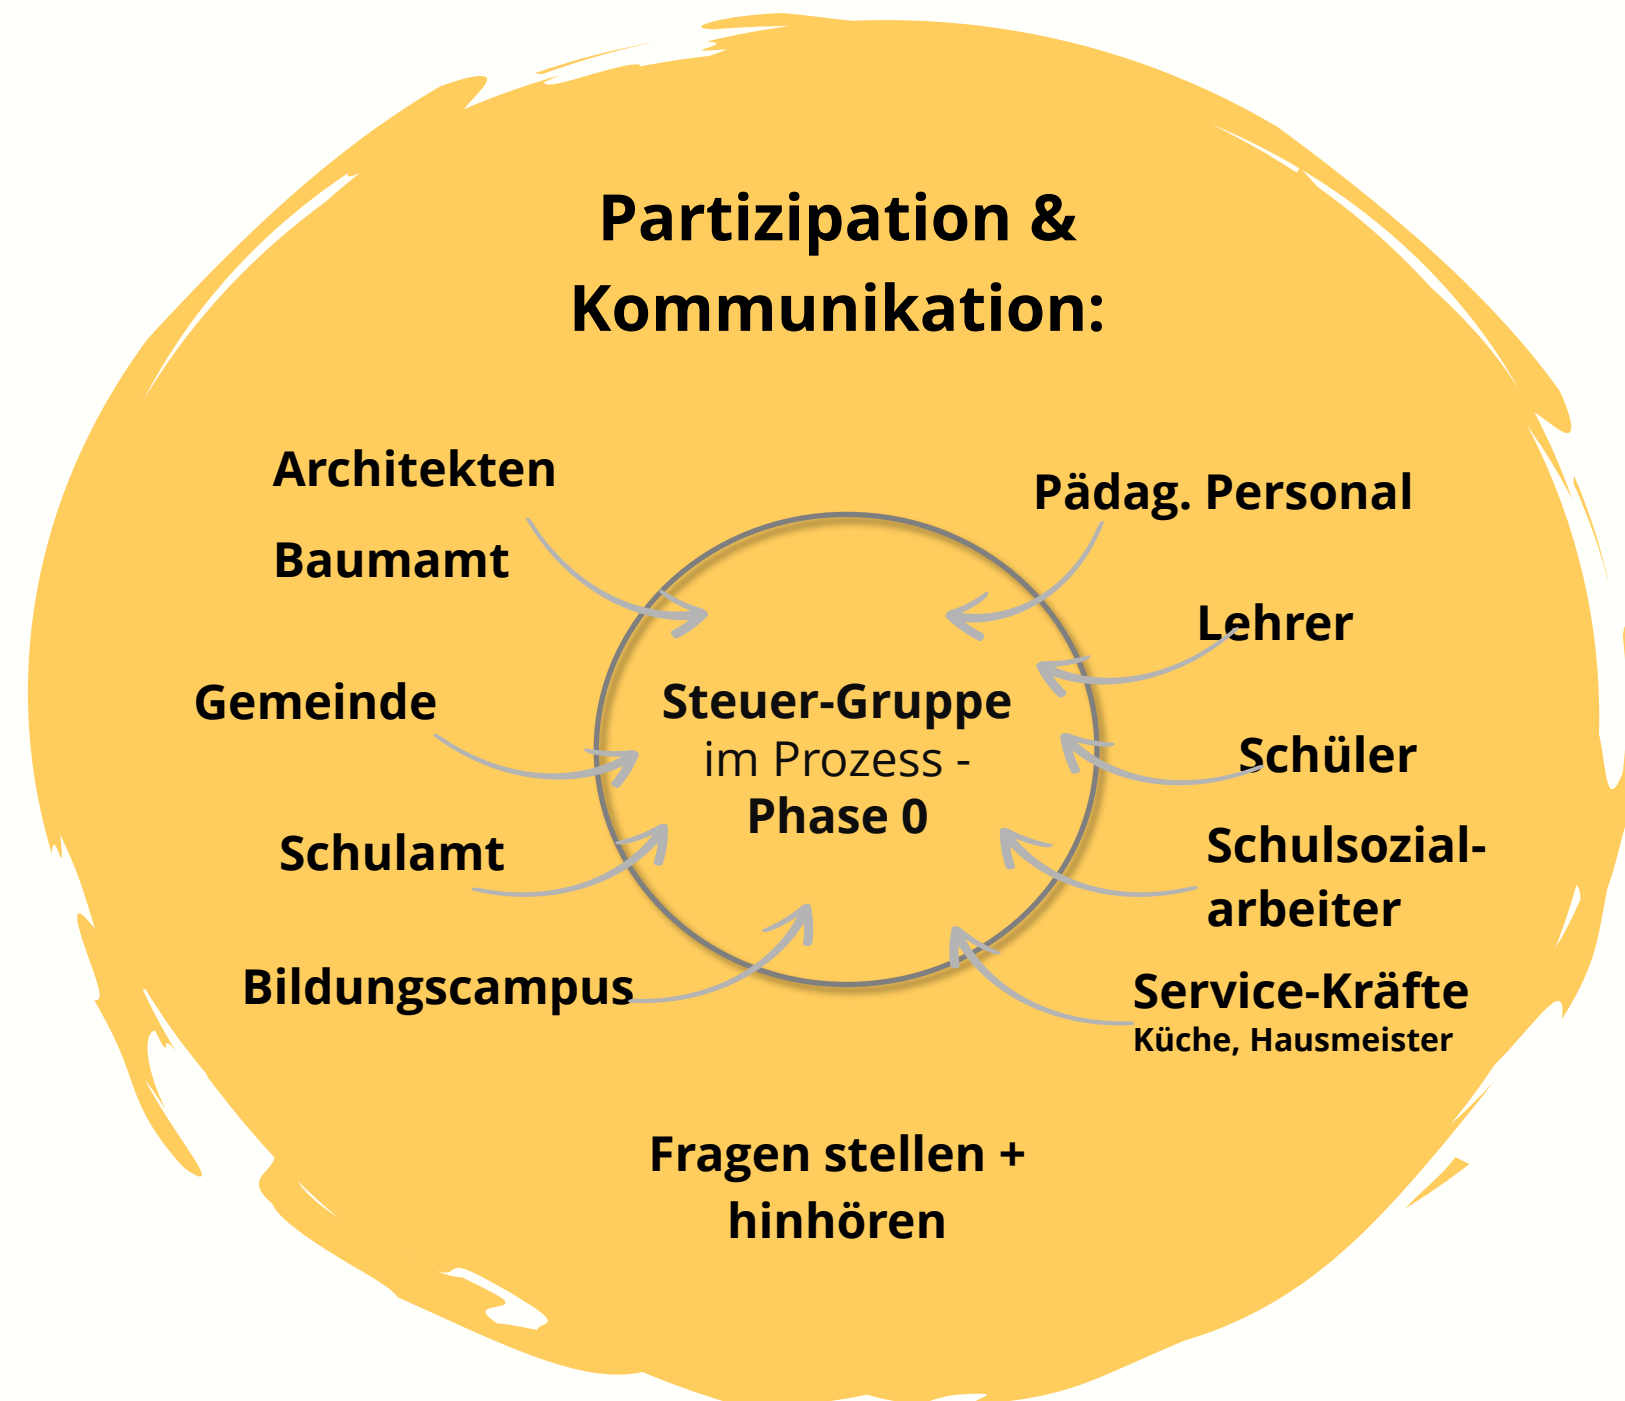 Partizipation &
Kommunikation:
Architekten
Baumamt
Gemeinde
Schulamt
Bildungscampus
Steuer-Gruppe
im Prozess -
Phase 0
Pädag. Personal
Lehrer
Schüler
Schulsozial-
arbeiter
Service-Kräfte
Küche, Hausmeister
Fragen stellen +
hinhören